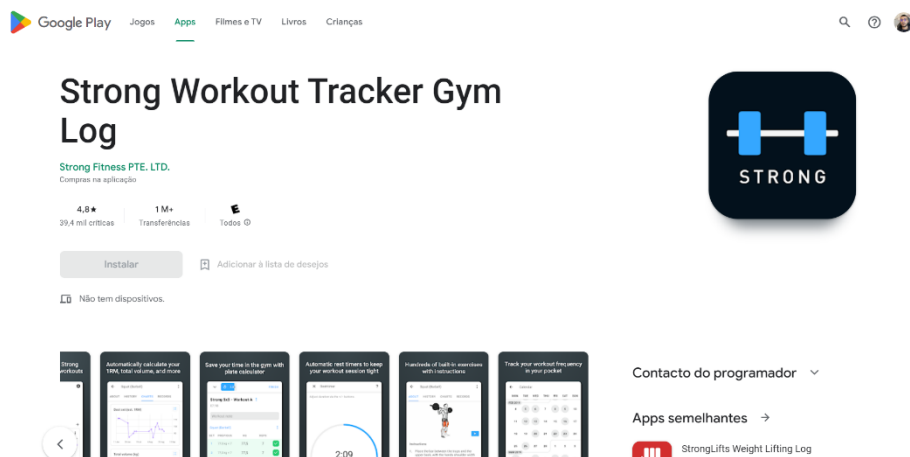 Google Play
Jogos
Apps
Filmes e TV
Livros
Crianças
Strong Workout Tracker Gym
Log
Strong Fitness PTE. LTD.
Compras na aplicação
4,8★
39,4 mil críticas
1 M+
Transferências
E
Todos
Instalar
Adicionar à lista de desejos
Não tem dispositivos.
STRONG
Strong
workouts
Automatically calculate your
1RM, total volume, and more
Save your time in the gym with
plate calculator
Automatic rest timers to keep
your workout session tight
2:09
Hundreds of built-in exercises
with instructions
Track your workout frequency
in your pocket
Contacto do programador
Apps semelhantes
StrongLifts Weight Lifting Log